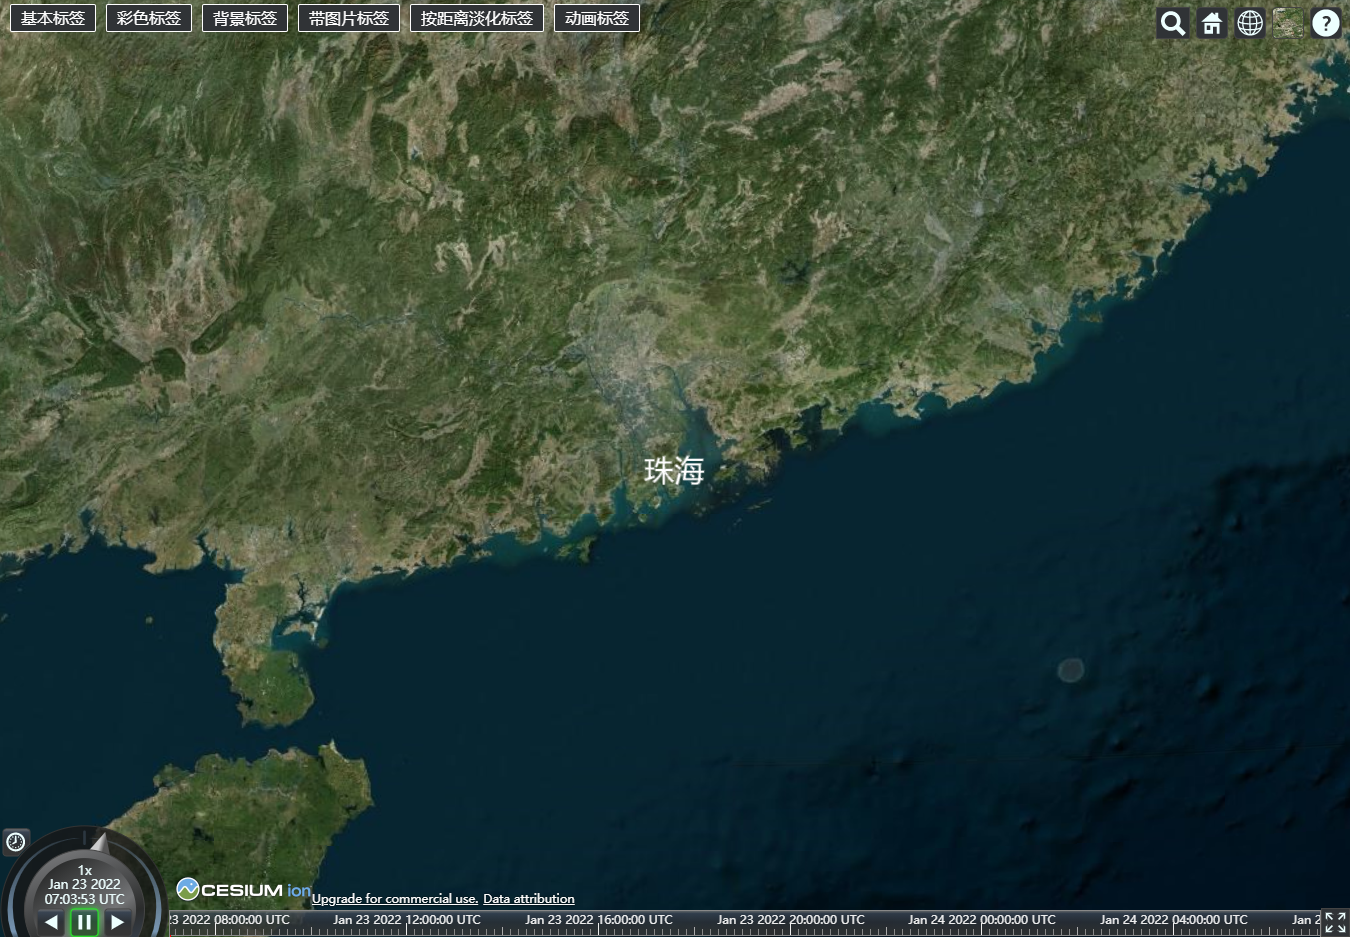 基本标签 彩色标签 背景标签 带图片标签 按距离淡化标签 动画标签
?
珠海
1x
Jan 23 2022
07:03:53 UTC
CESIUM ion Upgrade for commercial use. Data attribution
23 2022 08:00:00 UTC Jan 23 2022 12:00:00 UTC Jan 23 2022 16:00:00 UTC Jan 23 2022 20:00:00 UTC Jan 24 2022 00:00:00 UTC Jan 24 2022 04:00:00 UTC Jan 2